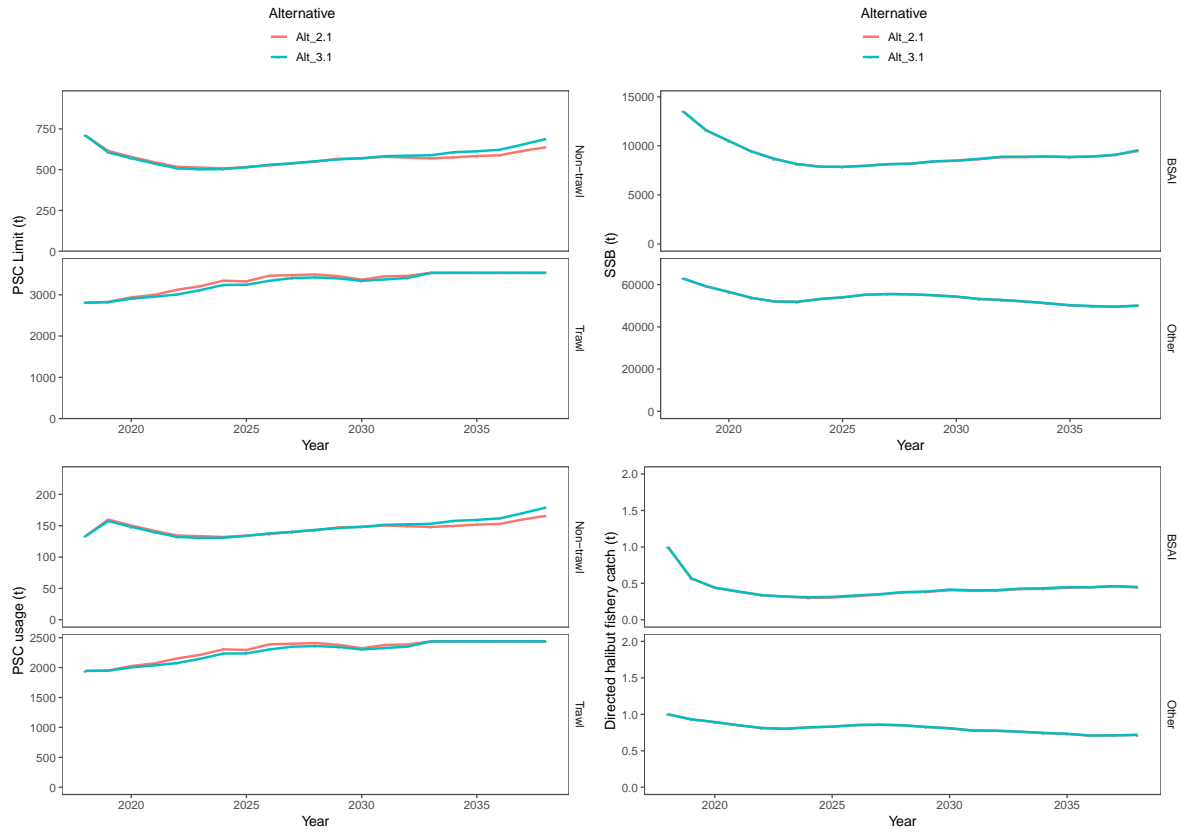 Alternative
Alt_2.1
Alt_3.1
PSC Limit (t)
750
500
250
0
Non−trawl
3000
2000
1000
0
Trawl
2020
2025
2030
2035
Year
Alternative
Alt_2.1
Alt_3.1
SSB (t)
15000
10000
5000
0
BSAI
60000
40000
20000
0
Other
2020
2025
2030
2035
Year
PSC usage (t)
200
150
100
50
0
Non−trawl
2500
2000
1500
1000
500
0
Trawl
2020
2025
2030
2035
Year
Directed halibut fishery catch (t)
2.0
1.5
1.0
0.5
0.0
BSAI
2.0
1.5
1.0
0.5
0.0
Other
2020
2025
2030
2035
Year